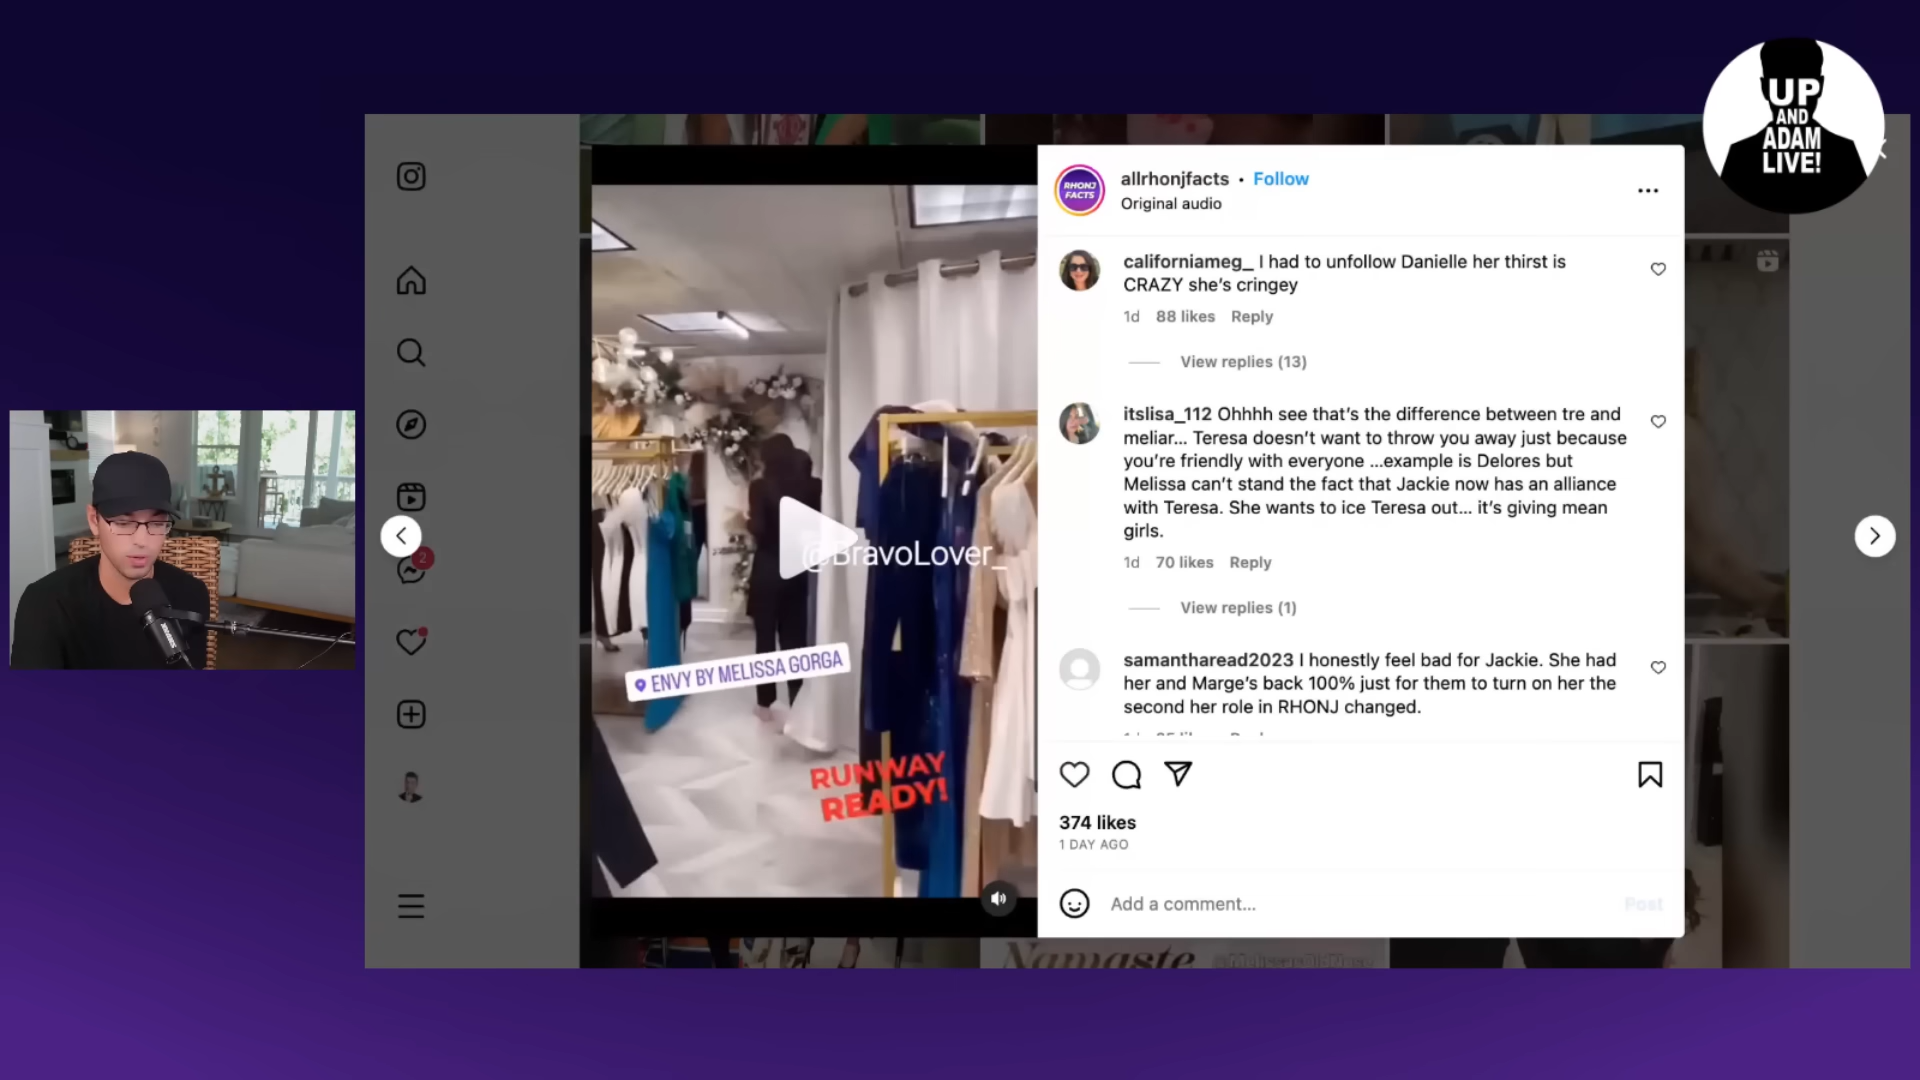 UP
AND
ADAM
LIVE!
RHONJ
FACTS
allrhonjfacts • Follow
Original audio
californiameg_ I had to unfollow Danielle her thirst is
CRAZY she's cringey
1d 88 likes Reply
View replies (13)
itslisa_112 Ohhhh see that's the difference between tre and
meliar... Teresa doesn't want to throw you away just because
you're friendly with everyone ...example is Delores but
Melissa can't stand the fact that Jackie now has an alliance
with Teresa. She wants to ice Teresa out... it's giving mean
girls.
1d 70 likes Reply
View replies (1)
samantharead2023 I honestly feel bad for Jackie. She had
her and Marge's back 100% just for them to turn on her the
second her role in RHONJ changed.
374 likes
1 DAY AGO
Add a comment...
Post
2
@BravoLover_
ENVY BY MELISSA GORGA
RUNWAY
READY!
Namaste